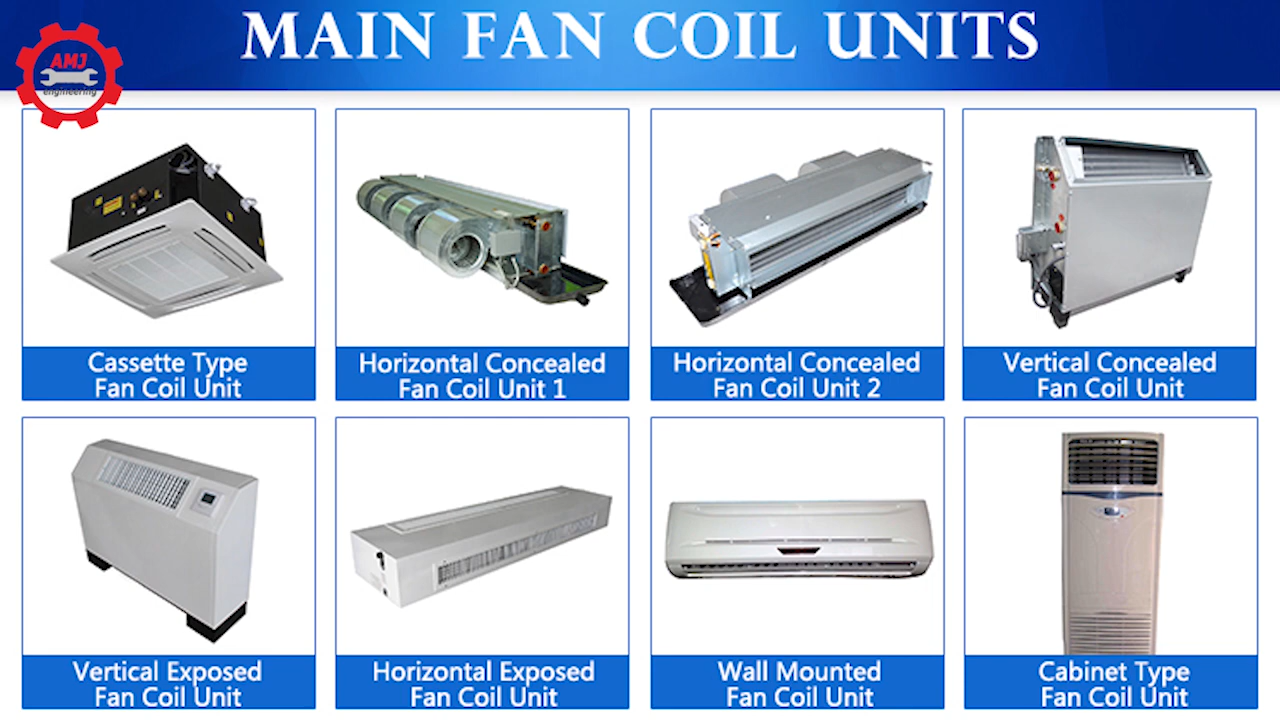 MAIN FAN COIL UNITS
AMJ
engineering
Cassette Type
Fan Coil Unit
Horizontal Concealed
Fan Coil Unit 1
Horizontal Concealed
Fan Coil Unit 2
Vertical Concealed
Fan Coil Unit
Vertical Exposed
Fan Coil Unit
Horizontal Exposed
Fan Coil Unit
Wall Mounted
Fan Coil Unit
Cabinet Type
Fan Coil Unit